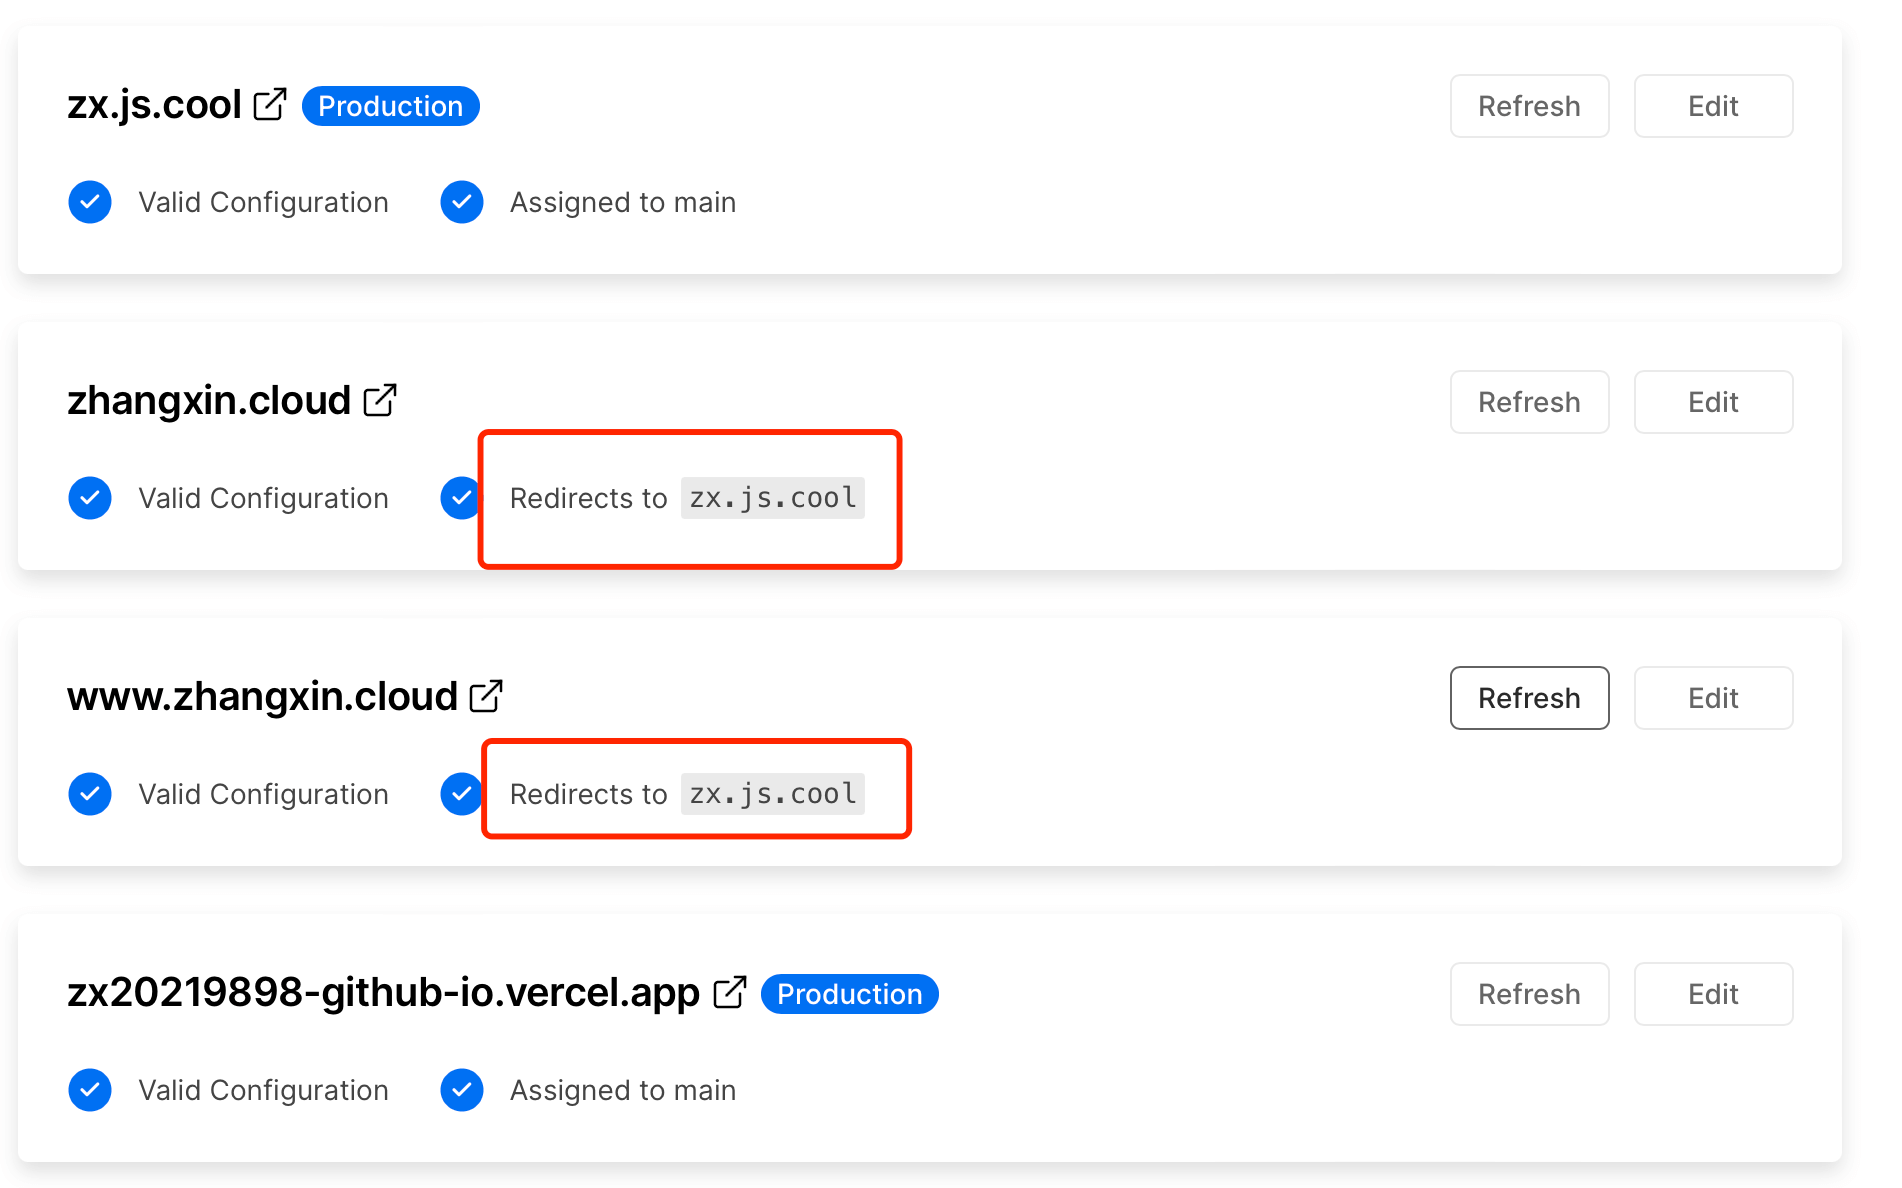 zx.js.cool Production Refresh Edit
Valid Configuration Assigned to main
zhangxin.cloud Refresh Edit
Valid Configuration Redirects to zx.js.cool
www.zhangxin.cloud Refresh Edit
Valid Configuration Redirects to zx.js.cool
zx20219898-github-io.vercel.app Production Refresh Edit
Valid Configuration Assigned to main